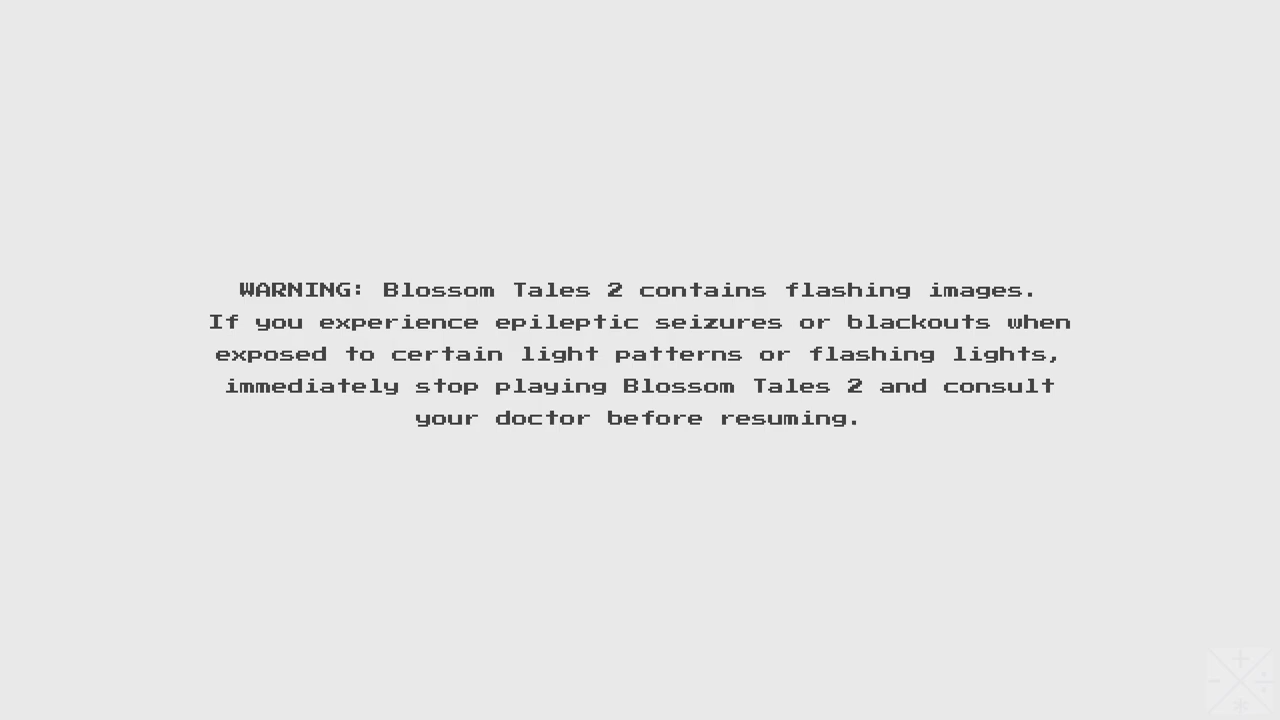 WARNING: Blossom Tales 2 contains flashing images.
If you experience epileptic seizures or blackouts when
exposed to certain light patterns or flashing lights,
immediately stop playing Blossom Tales 2 and consult
your doctor before resuming.